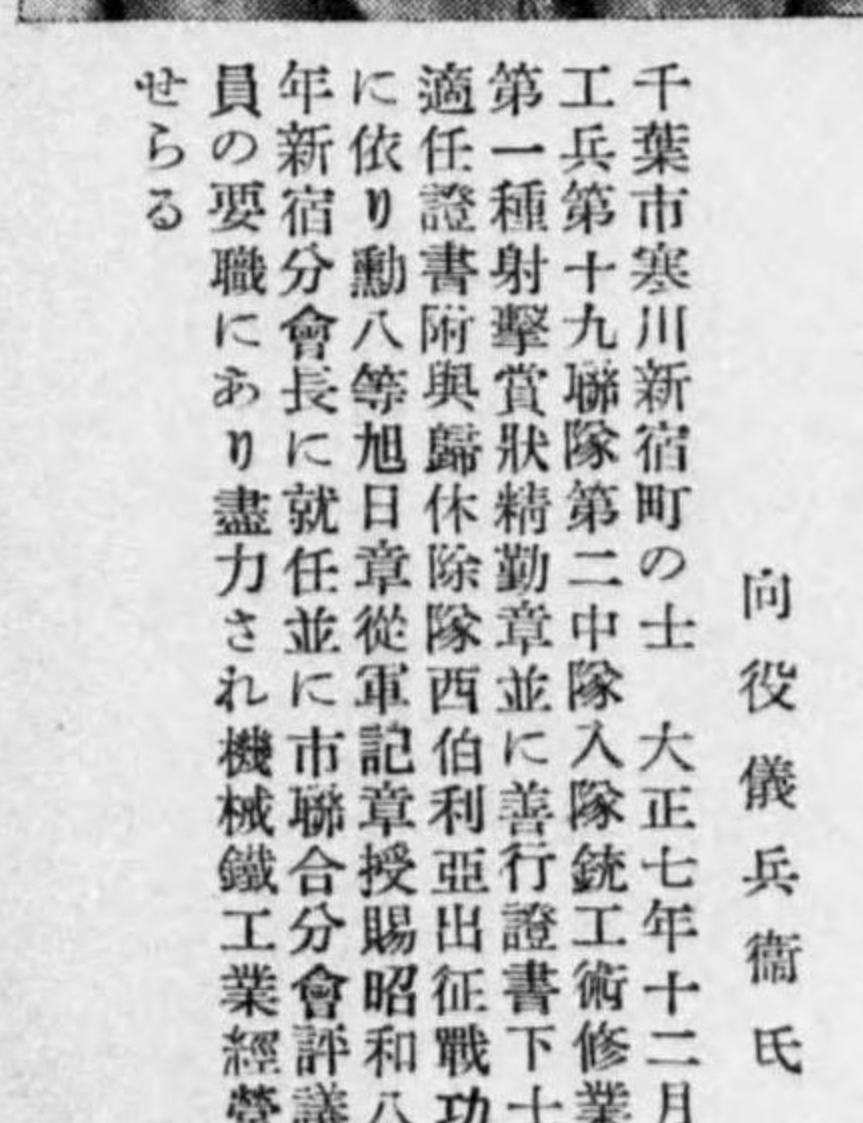 向役儀兵衞氏
千葉市寒川新宿町の士　大正七年十二月
工兵第十九聯隊第二中隊入隊銃工術修業
第一種射擊賞狀精勤章並に善行證書下士
適任證書附與歸休除隊西伯利亞出征戰功
に依り勳八等旭日章從軍記章授賜昭和八
年新宿分會長に就任並に市聯合分會評議
員の要職にあり盡力され機械鐵工業經營
せらる